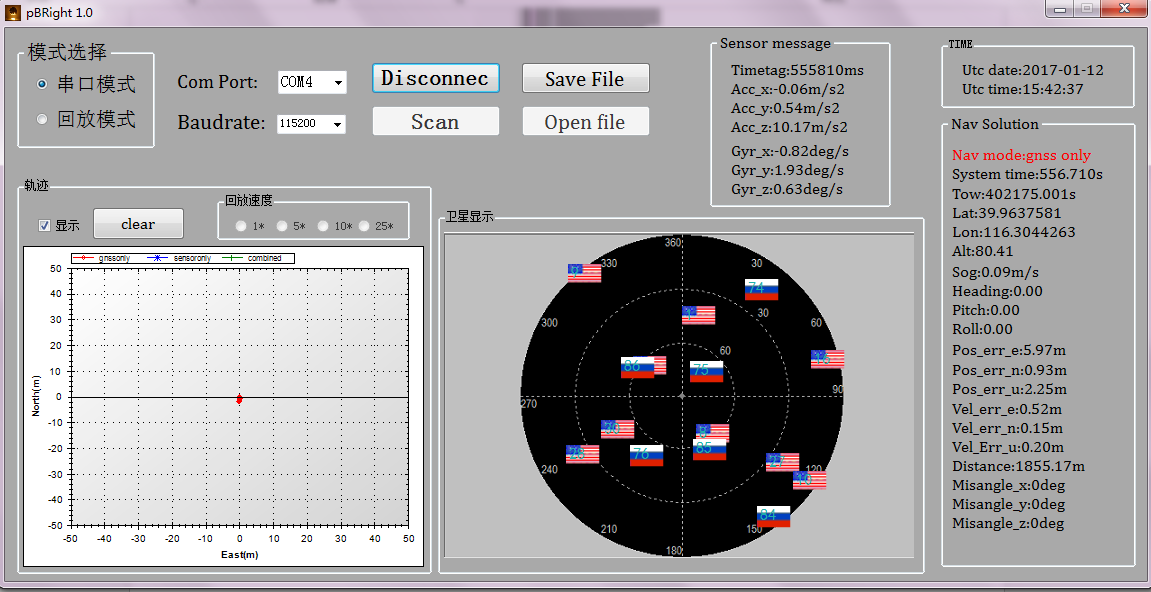 pBRight 1.0
模式选择
串口模式
回放模式
Com Port:
COM4
Baudrate:
115200
Disconnec
Scan
Save File
Open file
Sensor message
Timetag:555810ms
Acc_x:-0.06m/s2
Acc_y:0.54m/s2
Acc_z:10.17m/s2
Gyr_x:-0.82deg/s
Gyr_y:1.93deg/s
Gyr_z:0.63deg/s
TIME
Utc date:2017-01-12
Utc time:15:42:37
Nav Solution
Nav mode:gnss only
System time:556.710s
Tow:402175.001s
Lat:39.9637581
Lon:116.3044263
Alt:80.41
Sog:0.09m/s
Heading:0.00
Pitch:0.00
Roll:0.00
Pos_err_e:5.97m
Pos_err_n:0.93m
Pos_err_u:2.25m
Vel_err_e:0.52m
Vel_err_n:0.15m
Vel_Err_u:0.20m
Distance:1855.17m
Misangle_x:0deg
Misangle_y:0deg
Misangle_z:0deg
轨迹
显示
clear
回放速度
1* 5* 10* 25*
gnssonly sensoronly combined
50
40
30
20
10
0
-10
-20
-30
-40
-50
-50 -40 -30 -20 -10 0 10 20 30 40 50
North(m)
East(m)
卫星显示
360
330 30
74
30
300 60
60
86 75
90
270
85
76
240 120
84
210 150
180